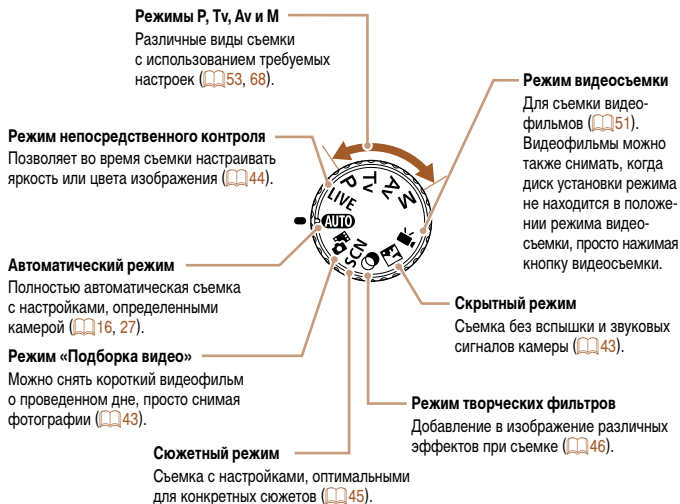 Режимы P, Tv, Av и M
Различные виды съемки
с использованием требуемых
настроек (53, 68).
Режим непосредственного контроля
Позволяет во время съемки настраивать
яркость или цвета изображения (44).
Автоматический режим
Полностью автоматическая съемка
с настройками, определенными
камерой (16, 27).
Режим «Подборка видео»
Можно снять короткий видеофильм
о проведенном дне, просто снимая
фотографии (43).
Сюжетный режим
Съемка с настройками, оптимальными
для конкретных сюжетов (45).
P
Tv
Av
M
LIVE
AUTO
SCN
Режим видеосъемки
Для съемки видео-
фильмов (51).
Видеофильмы можно
также снимать, когда
диск установки режима
не находится в положе-
нии режима видео-
съемки, просто нажимая
кнопку видеосъемки.
Скрытный режим
Съемка без вспышки и звуковых
сигналов камеры (43).
Режим творческих фильтров
Добавление в изображение различных
эффектов при съемке (46).